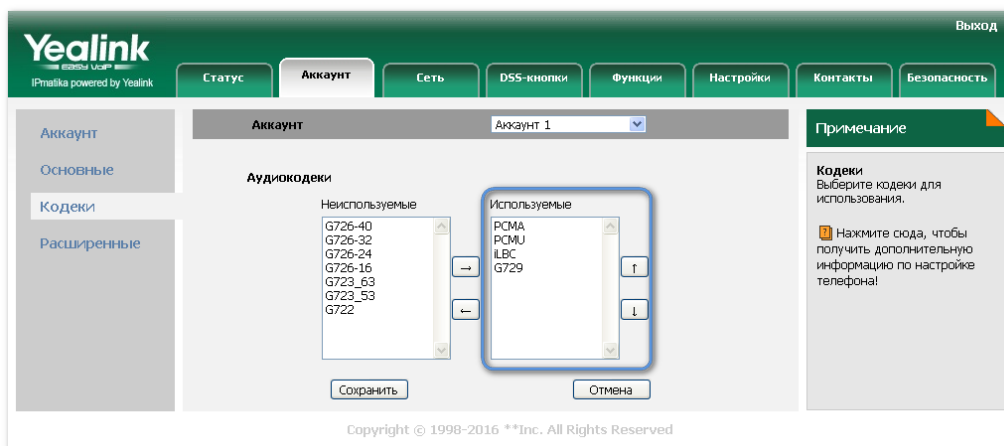 Выход
Yealink
EASY VoIP
IPmatika powered by Yealink
Статус
Аккаунт
Сеть
DSS-кнопки
Функции
Настройки
Контакты
Безопасность
Аккаунт
Основные
Кодеки
Расширенные
Аккаунт
Аккаунт 1
Аудиокодеки
Неиспользуемые
G726-40
G726-32
G726-24
G726-16
G723_63
G723_53
G722
→
←
Используемые
PCMA
PCMU
iLBC
G729
↑
↓
Сохранить
Отмена
Примечание
Кодеки
Выберите кодеки для
использования.
? Нажмите сюда, чтобы
получить дополнительную
информацию по настройке
телефона!
Copyright © 1998-2016 **Inc. All Rights Reserved